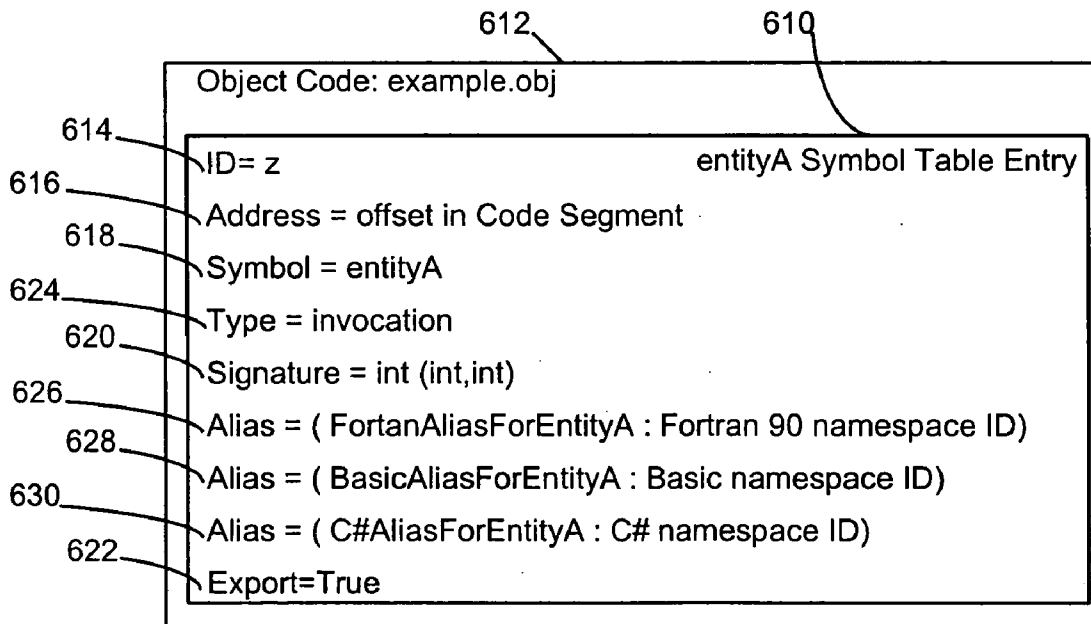 612 610
Object Code: example.obj
614 ID= z entityA Symbol Table Entry
616 Address = offset in Code Segment
618 Symbol = entityA
624 Type = invocation
620 Signature = int (int,int)
626 Alias = ( FortanAliasForEntityA : Fortran 90 namespace ID)
628 Alias = ( BasicAliasForEntityA : Basic namespace ID)
630 Alias = ( C#AliasForEntityA : C# namespace ID)
622 Export=True